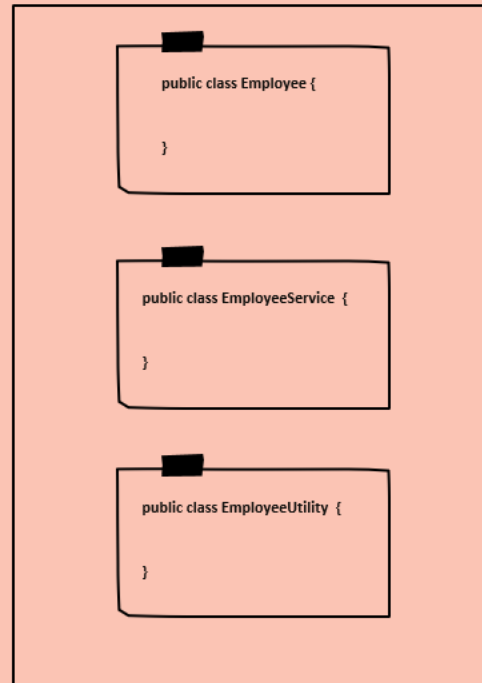 public class Employee {
}
public class EmployeeService  {
}
public class EmployeeUtility  {
}